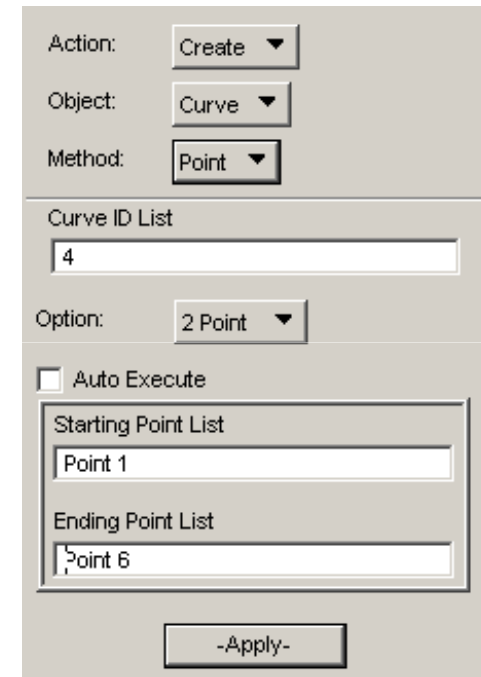 Action: Create
Object: Curve
Method: Point
Curve ID List
4
Option: 2 Point
Auto Execute
Starting Point List
Point 1
Ending Point List
Point 6
-Apply-